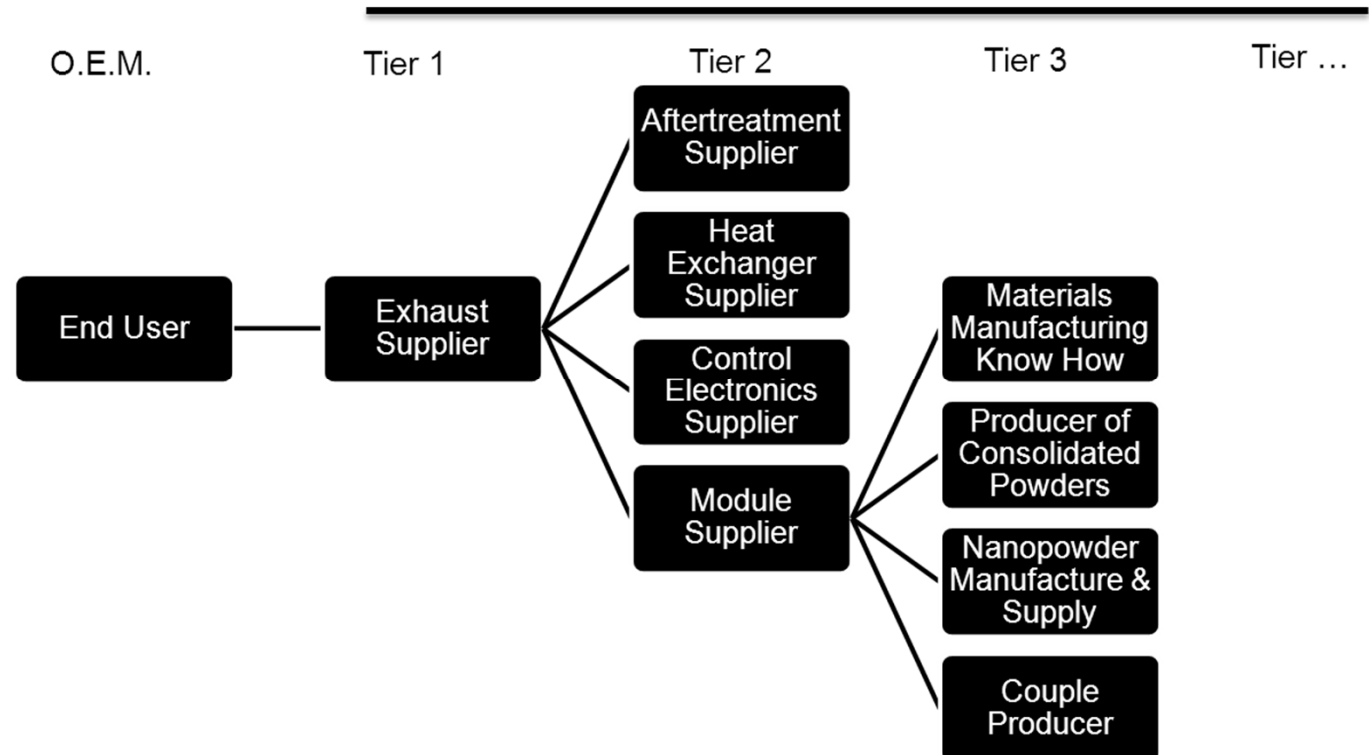 O.E.M.
Tier 1
Tier 2
Tier 3
Tier …
End User
Exhaust
Supplier
Aftertreatment
Supplier
Heat
Exchanger
Supplier
Control
Electronics
Supplier
Module
Supplier
Materials
Manufacturing
Know How
Producer of
Consolidated
Powders
Nanopowder
Manufacture &
Supply
Couple
Producer